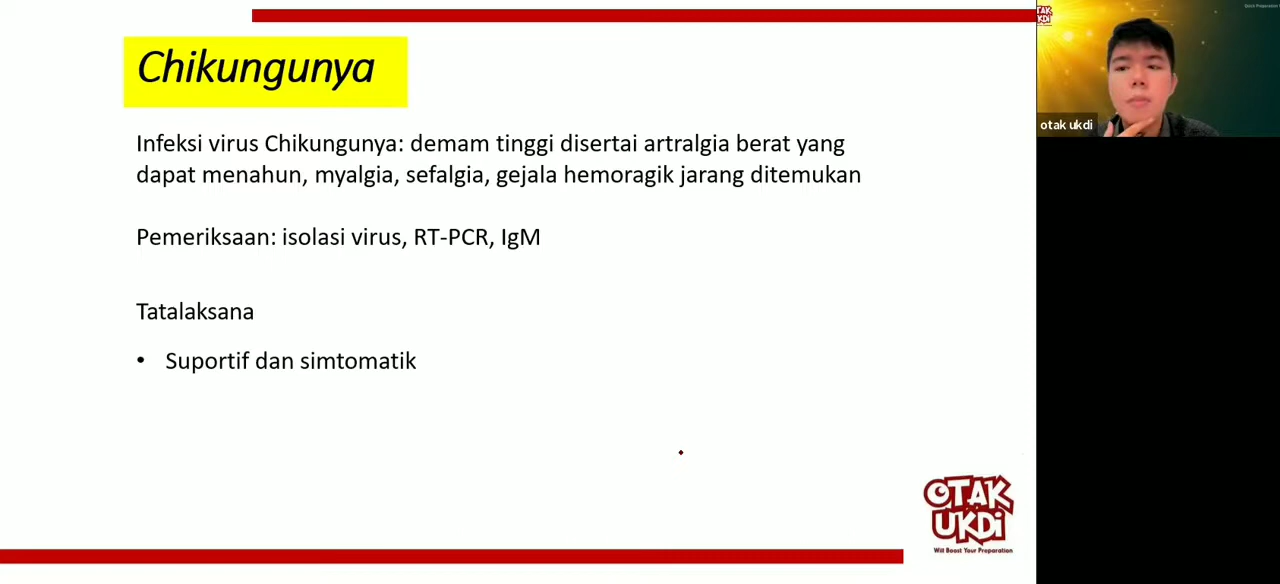 Chikungunya
Infeksi virus Chikungunya: demam tinggi disertai artralgia berat yang
dapat menahun, myalgia, sefalgia, gejala hemoragik jarang ditemukan
Pemeriksaan: isolasi virus, RT-PCR, IgM
Tatalaksana
• Suportif dan simtomatik
OTAK
UKDi
Will Boost Your Preparation
otak ukdi